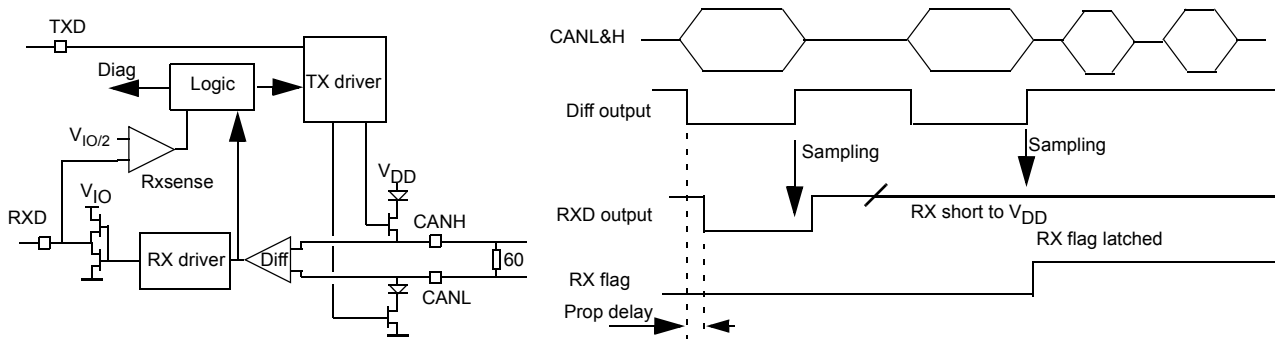 TXD
Diag
Logic
TX driver
VIO/2
Rxsense
VDD
VIO
RXD
CANH
RX driver
Diff
60
CANL
CANL&H
Diff output
Sampling
Sampling
RXD output
RX short to VDD
RX flag latched
RX flag
Prop delay